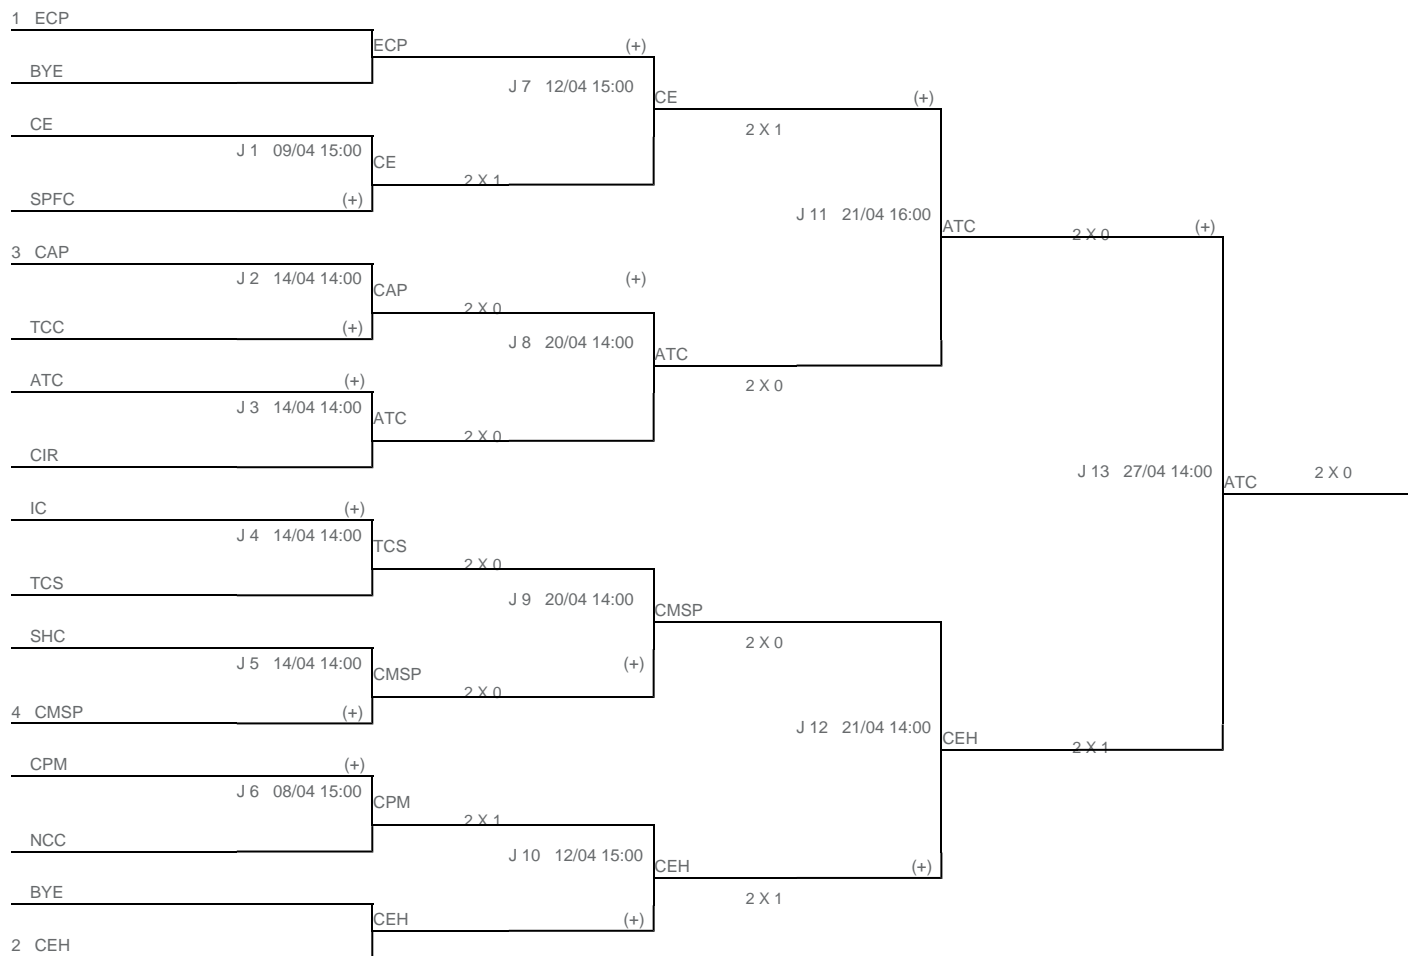 1 ECP
ECP (+)
BYE
J 7 12/04 15:00
CE (+)
CE
2 X 1
J 1 09/04 15:00
CE
2 X 1
SPFC (+)
J 11 21/04 16:00
ATC 2 X 0 (+)
3 CAP
J 2 14/04 14:00
(+)
CAP
2 X 0
TCC (+)
J 8 20/04 14:00
ATC
ATC (+)
2 X 0
J 3 14/04 14:00
ATC
2 X 0
CIR
J 13 27/04 14:00
ATC 2 X 0
IC (+)
J 4 14/04 14:00
TCS
2 X 0
TCS
J 9 20/04 14:00
CMSP
SHC
2 X 0
J 5 14/04 14:00
(+)
CMSP
2 X 0
4 CMSP (+)
J 12 21/04 14:00
CEH 2 X 1
CPM (+)
J 6 08/04 15:00
CPM
2 X 1
NCC
J 10 12/04 15:00
CEH (+)
BYE
2 X 1
CEH (+)
2 CEH